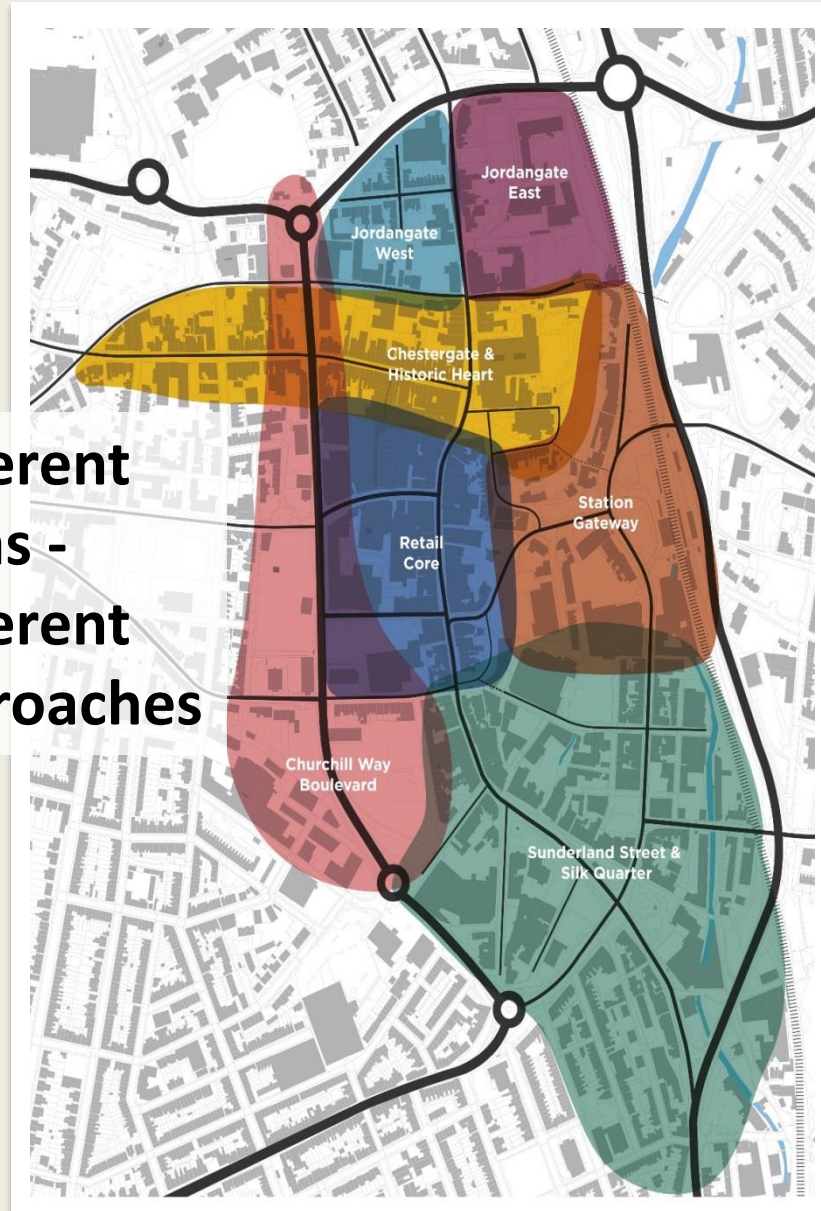 Jordangate
East
Jordangate
West
Chestergate &
Historic Heart
erent
s -
erent
roaches
Station
Gateway
Retail
Core
Churchill Way
Boulevard
Sunderland Street &
Silk Quarter